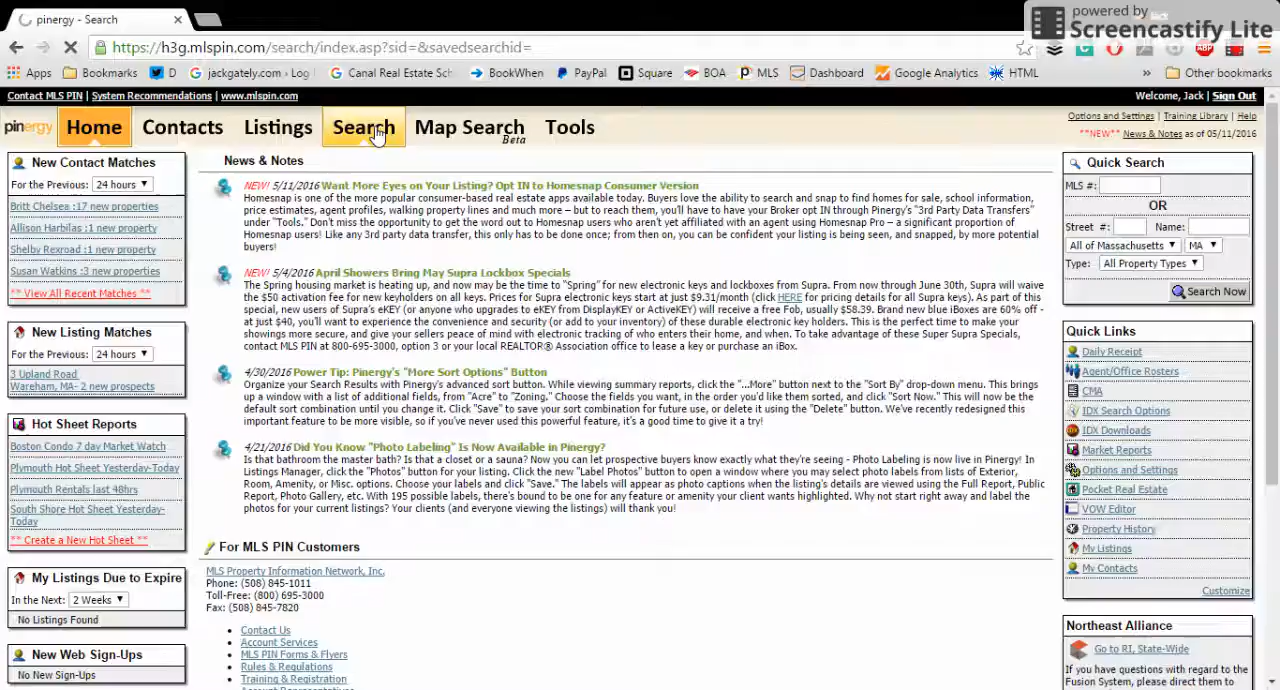 pinergy - Search
powered by
Screencastify Lite
https://h3g.mlspin.com/search/index.asp?sid=&savedsearchid=
Apps Bookmarks D jackgately.com › Log Canal Real Estate Sch BookWhen PayPal Square BOA MLS Dashboard Google Analytics HTML » Other bookmarks
Contact MLS PIN | System Recommendations | www.mlspin.com
Welcome, Jack | Sign Out
pinergy Home Contacts Listings Search Map Search Tools
Beta
Options and Settings | Training Library | Help
**NEW** News & Notes as of 05/11/2016
New Contact Matches
For the Previous: 24 hours
Britt Chelsea :17 new properties
Allison Harbilas :1 new property
Shelby Rexroad :1 new property
Susan Watkins :3 new properties
** View All Recent Matches **
New Listing Matches
For the Previous: 24 hours
3 Upland Road
Wareham, MA- 2 new prospects
Hot Sheet Reports
Boston Condo 7 day Market Watch
Plymouth Hot Sheet Yesterday-Today
Plymouth Rentals last 48hrs
South Shore Hot Sheet Yesterday-
Today
** Create a New Hot Sheet **
My Listings Due to Expire
In the Next: 2 Weeks
No Listings Found
New Web Sign-Ups
No New Sign-Ups
News & Notes
NEW! 5/11/2016 Want More Eyes on Your Listing? Opt IN to Homesnap Consumer Version
Homesnap is one of the more popular consumer-based real estate apps available today. Buyers love the ability to search and snap to find homes for sale, school information,
price estimates, agent profiles, walking property lines and much more – but to reach them, you'll have to have your Broker opt IN through Pinergy's "3rd Party Data Transfers"
under "Tools." Don't miss the opportunity to get the word out to Homesnap users who aren't yet affiliated with an agent using Homesnap Pro – a significant proportion of
Homesnap users! Like any 3rd party data transfer, this only has to be done once; from then on, you can be confident your listing is being seen, and snapped, by more potential
buyers!
NEW! 5/4/2016 April Showers Bring May Supra Lockbox Specials
The Spring housing market is heating up, and now may be the time to "Spring" for new electronic keys and lockboxes from Supra. From now through June 30th, Supra will waive
the $50 activation fee for new keyholders on all keys. Prices for Supra electronic keys start at just $9.31/month (click HERE for pricing details for all Supra keys). As part of this
special, new users of Supra's eKEY (or anyone who upgrades to eKEY from DisplayKEY or ActiveKEY) will receive a free Fob, usually $58.39. Brand new blue iBoxes are 60% off -
at just $40, you'll want to experience the convenience and security (or add to your inventory) of these durable electronic key holders. This is the perfect time to make your
showings more secure, and give your sellers peace of mind with electronic tracking of who enters their home, and when. To take advantage of these Super Supra Specials,
contact MLS PIN at 800-695-3000, option 3 or your local REALTOR® Association office to lease a key or purchase an iBox.
4/30/2016 Power Tip: Pinergy's "More Sort Options" Button
Organize your Search Results with Pinergy's advanced sort button. While viewing summary reports, click the "...More" button next to the "Sort By" drop-down menu. This brings
up a window with a list of additional fields, from "Acre" to "Zoning." Choose the fields you want, in the order you'd like them sorted, and click "Sort Now." This will now be the
default sort combination until you change it. Click "Save" to save your sort combination for future use, or delete it using the "Delete" button. We've recently redesigned this
important feature to be more visible, so if you've never used this powerful feature, it's a good time to give it a try!
4/21/2016 Did You Know "Photo Labeling" Is Now Available in Pinergy?
Is that bathroom the master bath? Is that a closet or a sauna? Now you can let prospective buyers know exactly what they're seeing - Photo Labeling is now live in Pinergy! In
Listings Manager, click the "Photos" button for your listing. Click the new "Label Photos" button to open a window where you may select photo labels from lists of Exterior,
Room, Amenity, or Misc. options. Choose your labels and click "Save." The labels will appear as photo captions when the listing's details are viewed using the Full Report, Public
Report, Photo Gallery, etc. With 195 possible labels, there's bound to be one for any feature or amenity your client wants highlighted. Why not start right away and label the
photos for your current listings? Your clients (and everyone viewing the listings) will thank you!
For MLS PIN Customers
MLS Property Information Network, Inc.
Phone: (508) 845-1011
Toll-Free: (800) 695-3000
Fax: (508) 845-7820
Contact Us
Account Services
MLS PIN Forms & Flyers
Rules & Regulations
Training & Registration
Quick Search
MLS #:
OR
Street #: Name:
All of Massachusetts MA
Type: All Property Types
Search Now
Quick Links
Daily Receipt
Agent/Office Rosters
CMA
IDX Search Options
IDX Downloads
Market Reports
Options and Settings
Pocket Real Estate
VOW Editor
Property History
My Listings
My Contacts
Customize
Northeast Alliance
Go to RI, State-Wide
If you have questions with regard to the
Fusion System, please direct them to